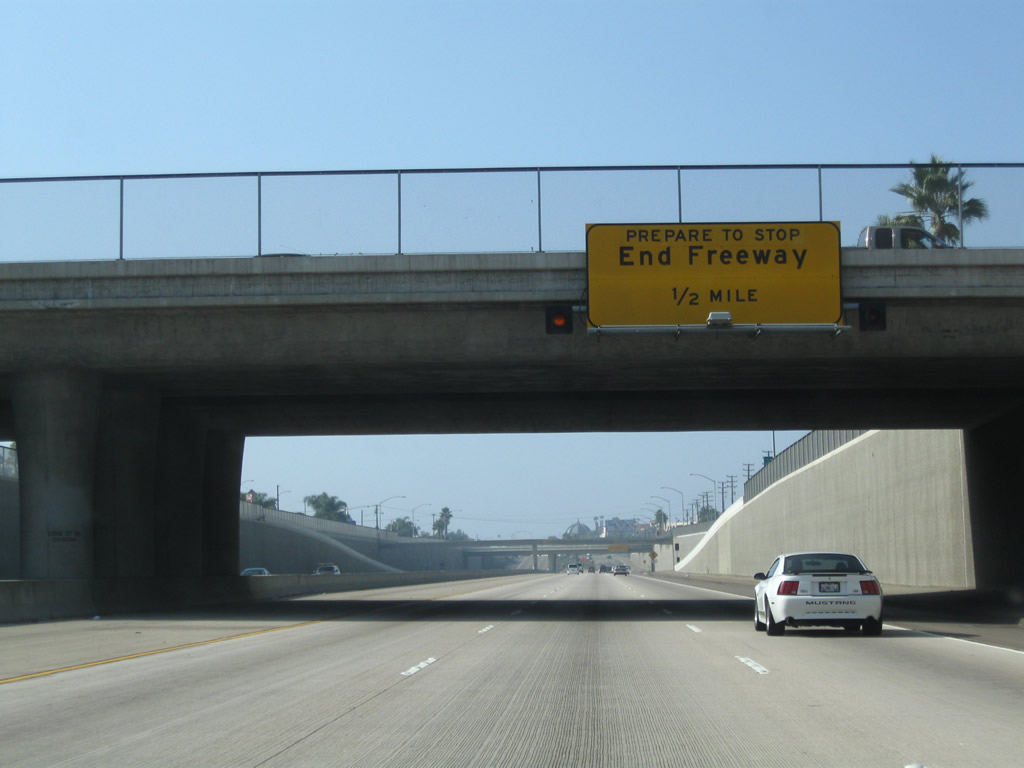 PREPARE TO STOP
End Freeway
1/2 MILE
MUSTANG